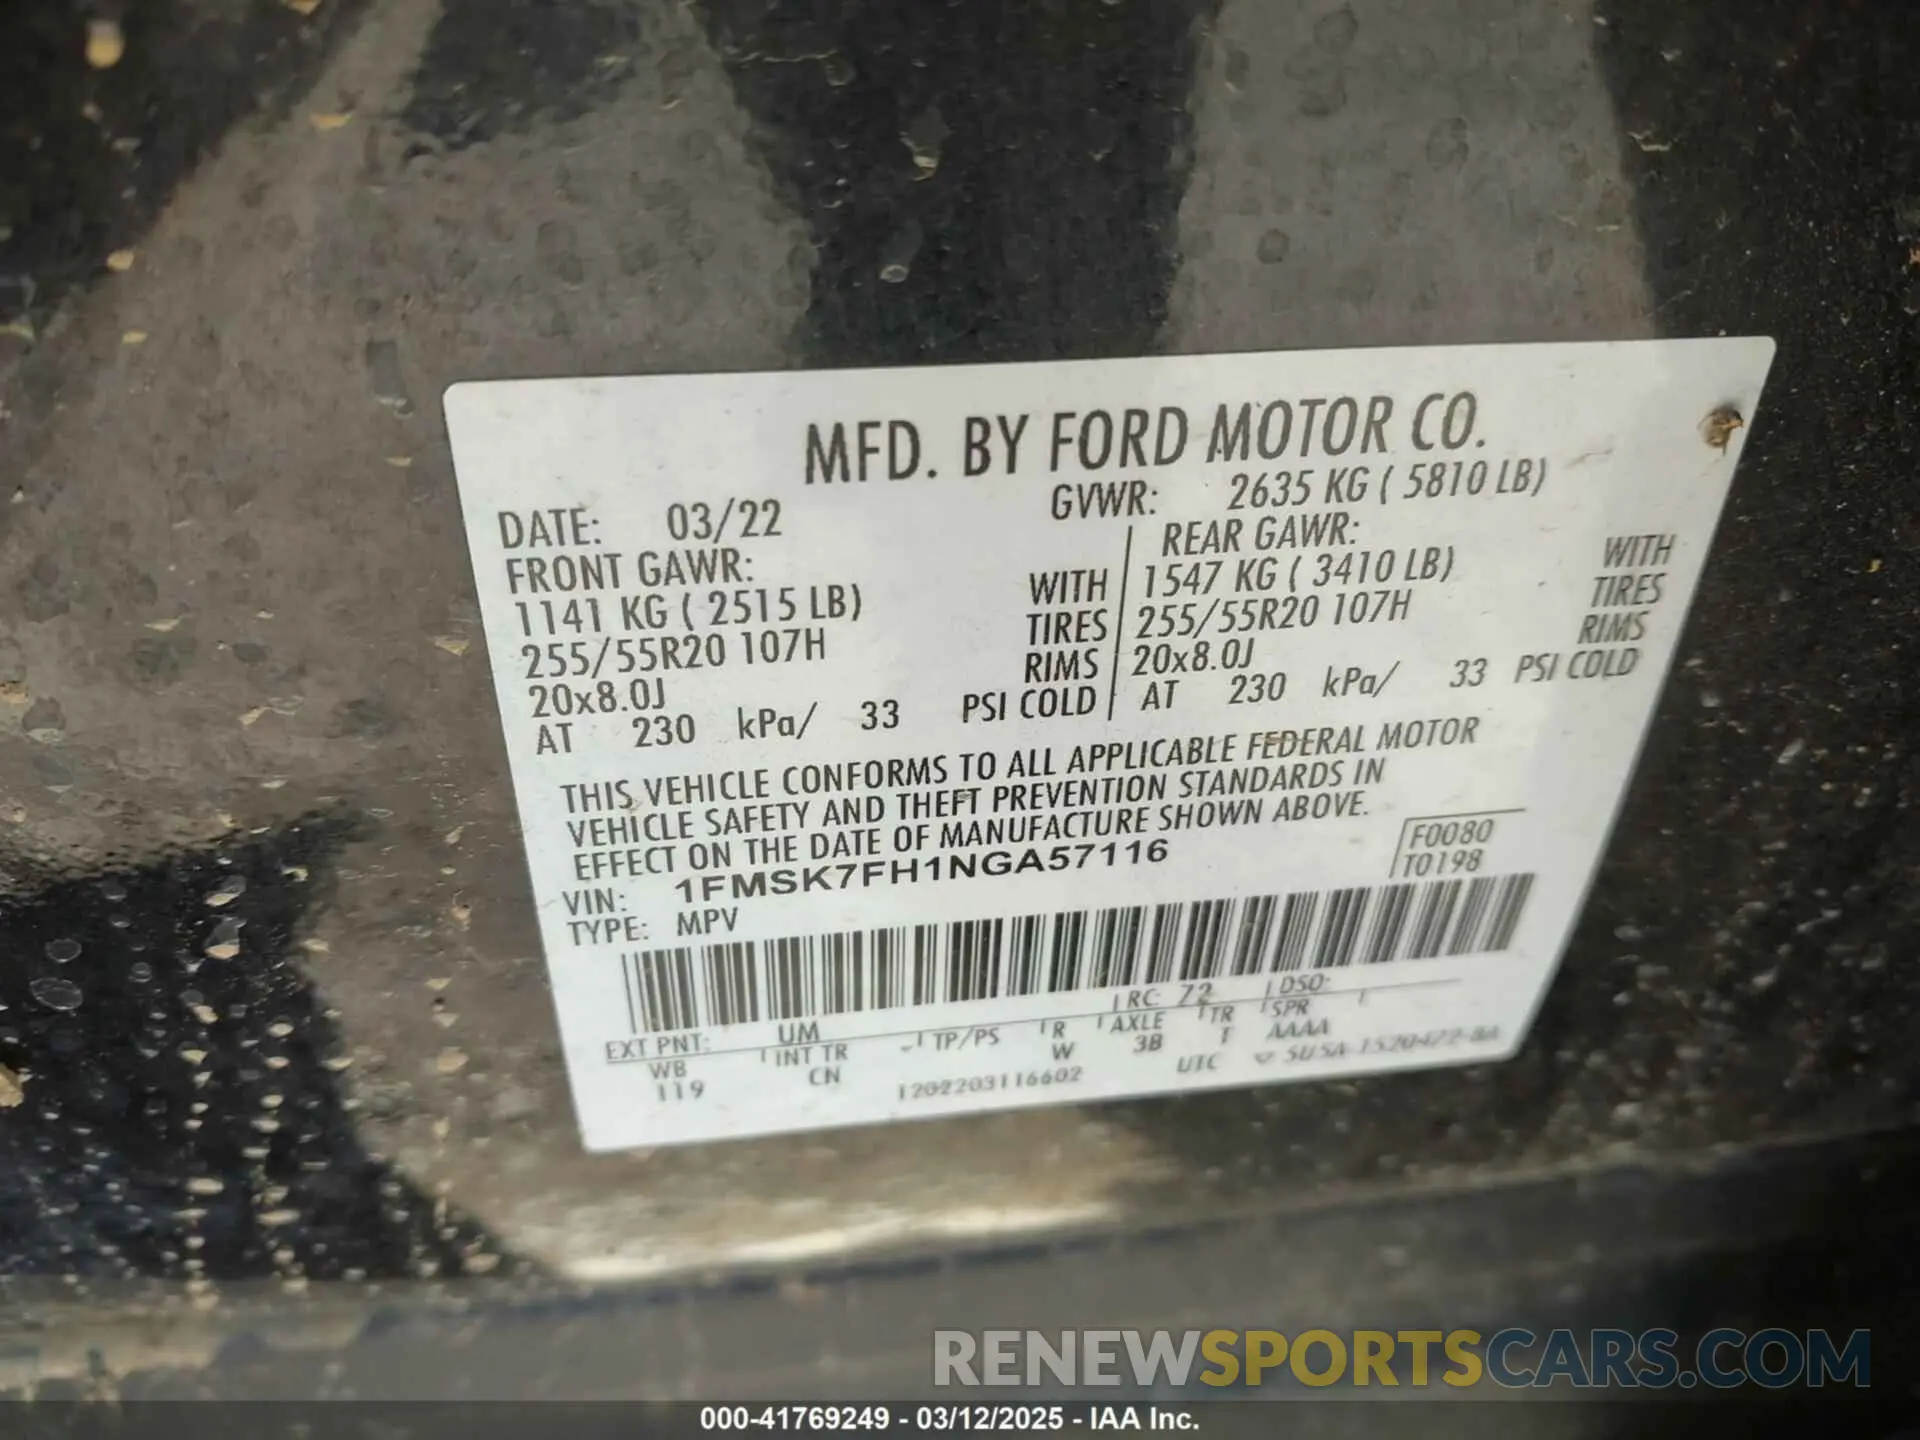 MFD. BY FORD MOTOR CO.
DATE: 03/22 GVWR: 2635 KG ( 5810 LB)
FRONT GAWR: REAR GAWR:
1141 KG ( 2515 LB) WITH 1547 KG ( 3410 LB) WITH
255/55R20 107H TIRES 255/55R20 107H TIRES
20x8.0J RIMS 20x8.0J RIMS
AT 230 kPa/ 33 PSI COLD AT 230 kPa/ 33 PSI COLD
THIS VEHICLE CONFORMS TO ALL APPLICABLE FEDERAL MOTOR
VEHICLE SAFETY AND THEFT PREVENTION STANDARDS IN
EFFECT ON THE DATE OF MANUFACTURE SHOWN ABOVE.
VIN: 1FMSK7FH1NGA57116 F0080
TYPE: MPV T0198
EXT PNT: UM RC: 72 DSO:
WB INT TR TP/PS R AXLE TR SPR
119 CN W 3B T AAAA
1202203116602 UTC
RENEWSPORTSCARS.COM
000-41769249 - 03/12/2025 - IAA Inc.